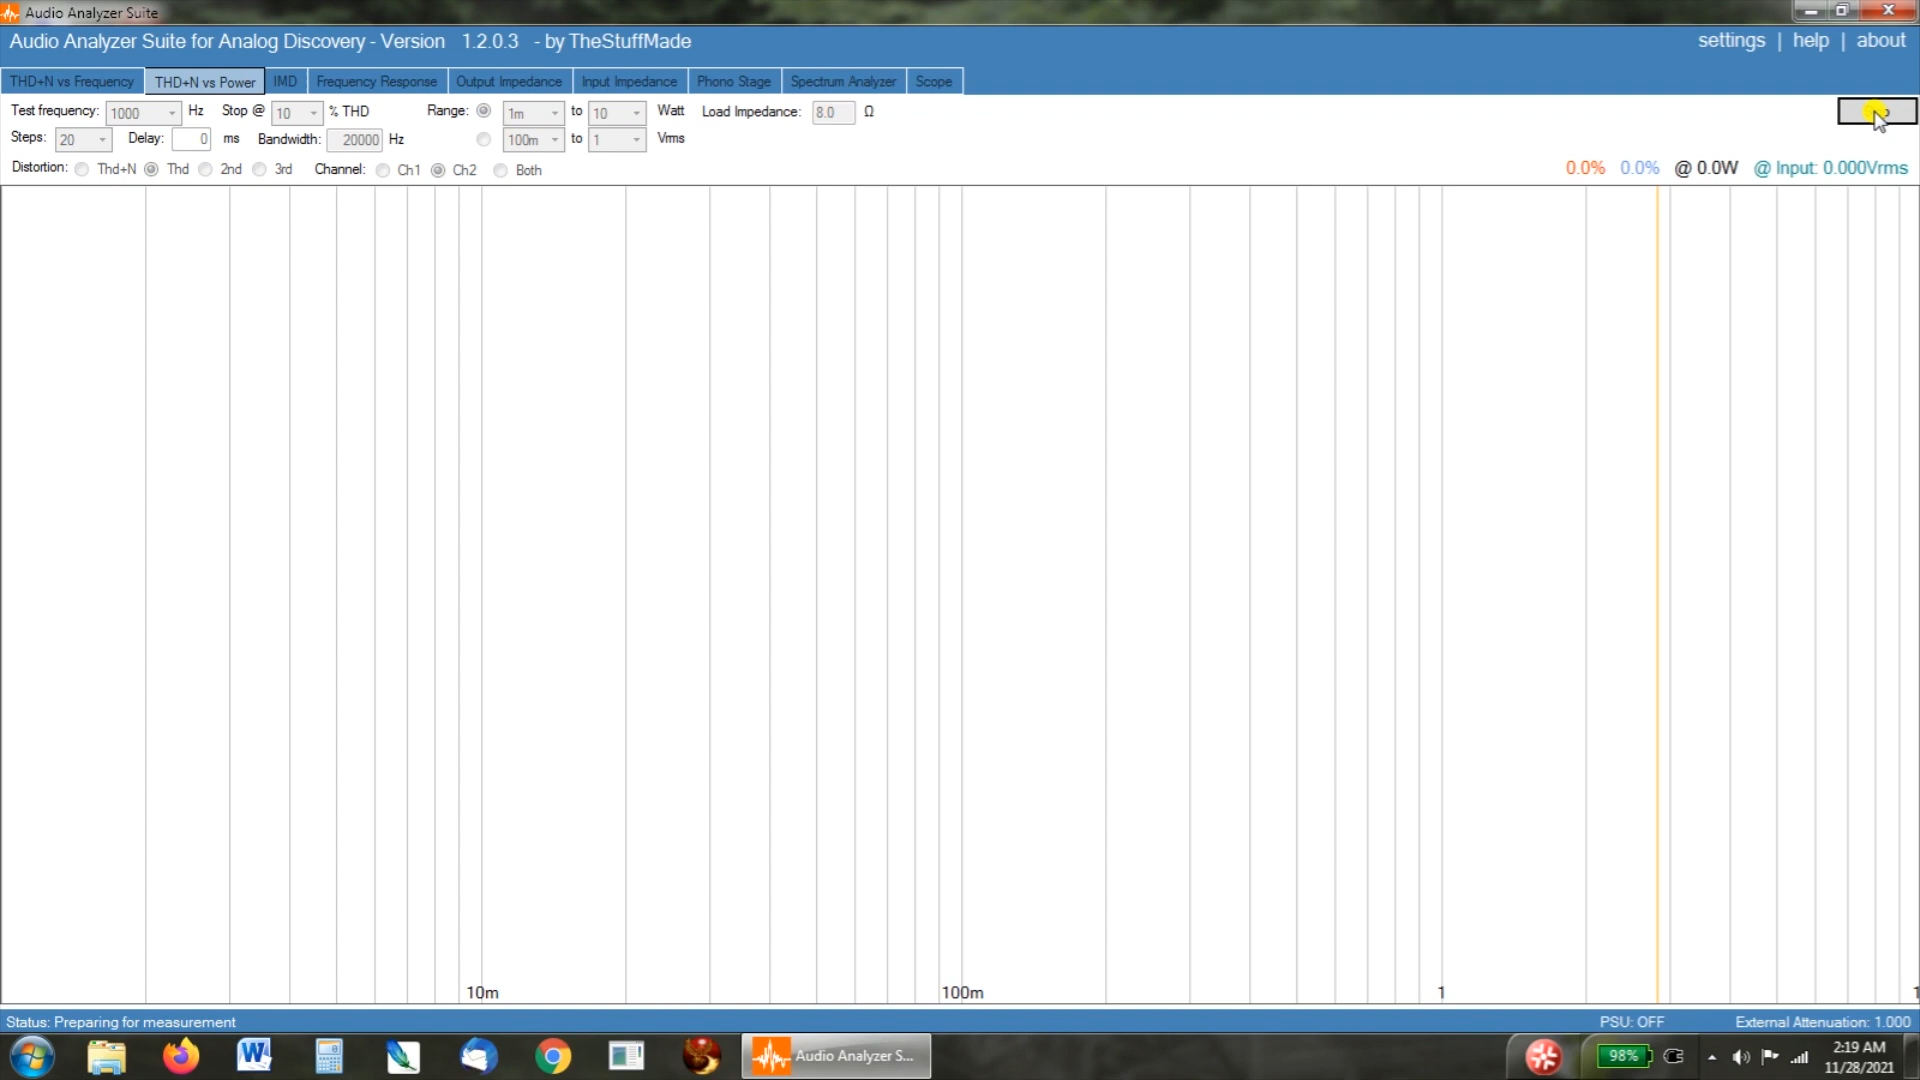 Audio Analyzer Suite
Audio Analyzer Suite for Analog Discovery - Version 1.2.0.3 - by TheStuffMade
settings | help | about
THD+N vs Frequency THD+N vs Power IMD Frequency Response Output Impedance Input Impedance Phono Stage Spectrum Analyzer Scope
Test frequency: 1000 Hz Stop @ 10 % THD Range: 1m to 10 Watt Load Impedance: 8.0 Ω
Steps: 20 Delay: 0 ms Bandwidth: 20000 Hz 100m to 1 Vrms
Distortion: Thd+N Thd 2nd 3rd Channel: Ch1 Ch2 Both
0.0% 0.0% @ 0.0W @ Input: 0.000Vrms
10m 100m 1
Status: Preparing for measurement PSU: OFF External Attenuation: 1.000
Audio Analyzer S... 98% 2:19 AM
11/28/2021